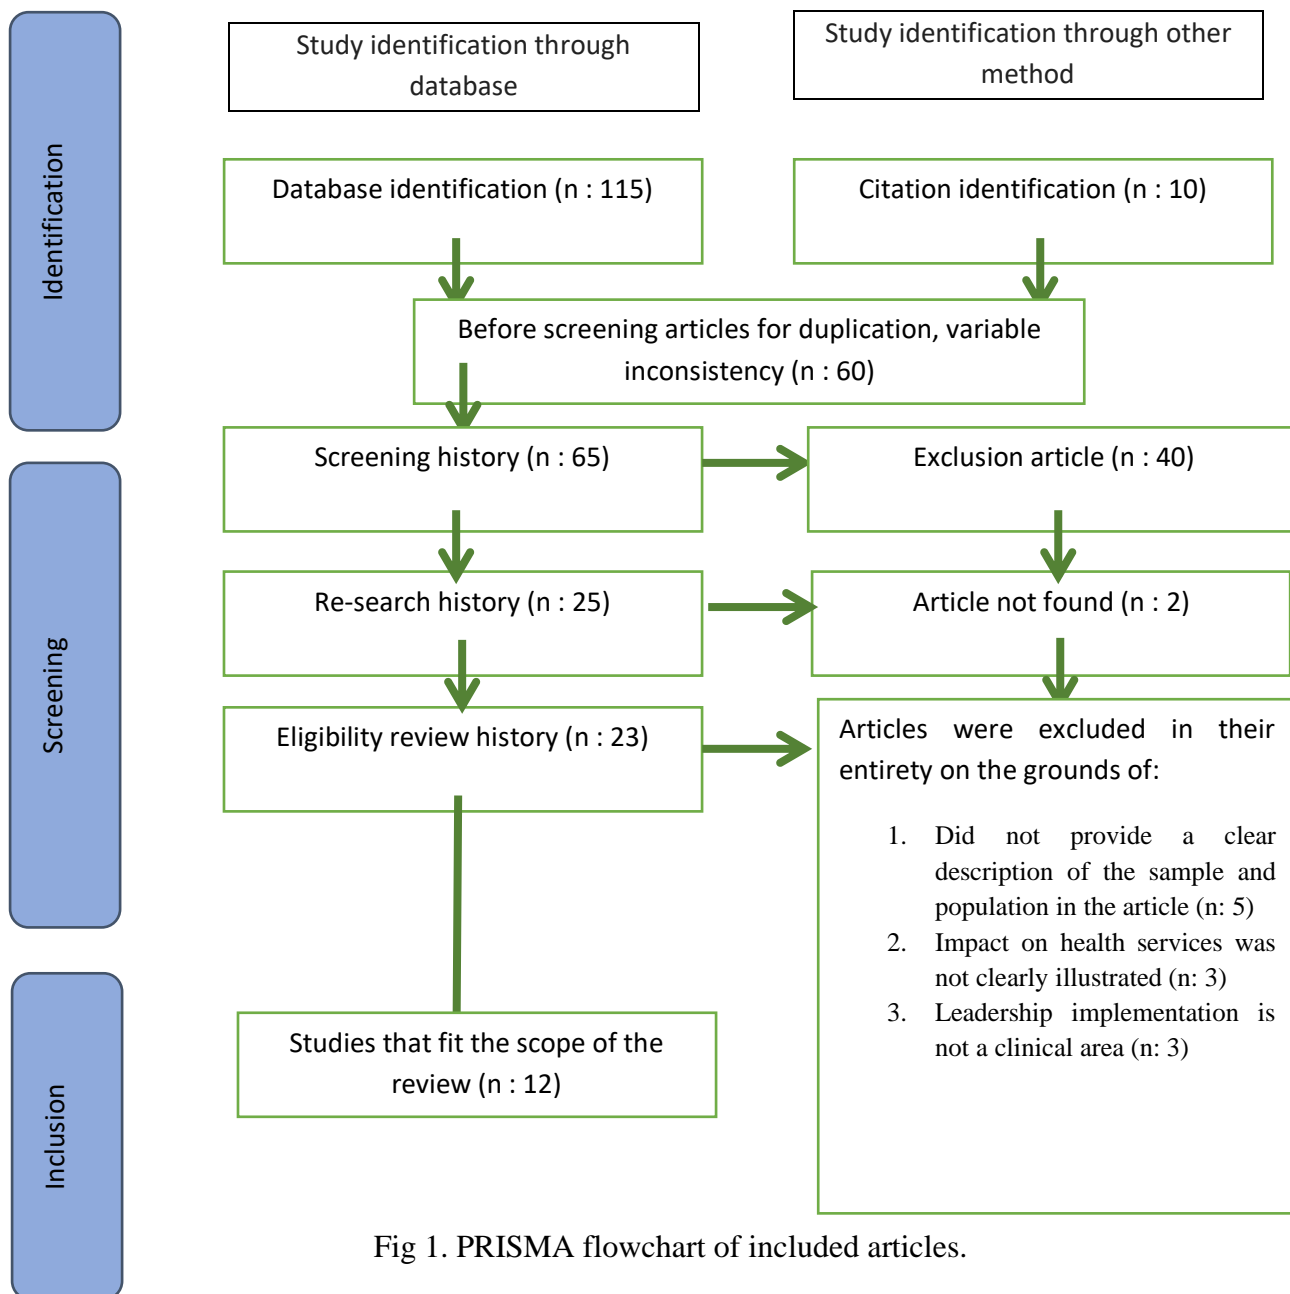 Identification
Study identification through
database
Study identification through other
method
Database identification (n : 115)
Citation identification (n : 10)
Before screening articles for duplication, variable
inconsistency (n : 60)
Screening
Screening history (n : 65)
Exclusion article (n : 40)
Re-search history (n : 25)
Article not found (n : 2)
Eligibility review history (n : 23)
Articles were excluded in their
entirety on the grounds of:
1. Did not provide a clear
description of the sample and
population in the article (n: 5)
2. Impact on health services was
not clearly illustrated (n: 3)
3. Leadership implementation is
not a clinical area (n: 3)
Inclusion
Studies that fit the scope of the
review (n : 12)
Fig 1. PRISMA flowchart of included articles.